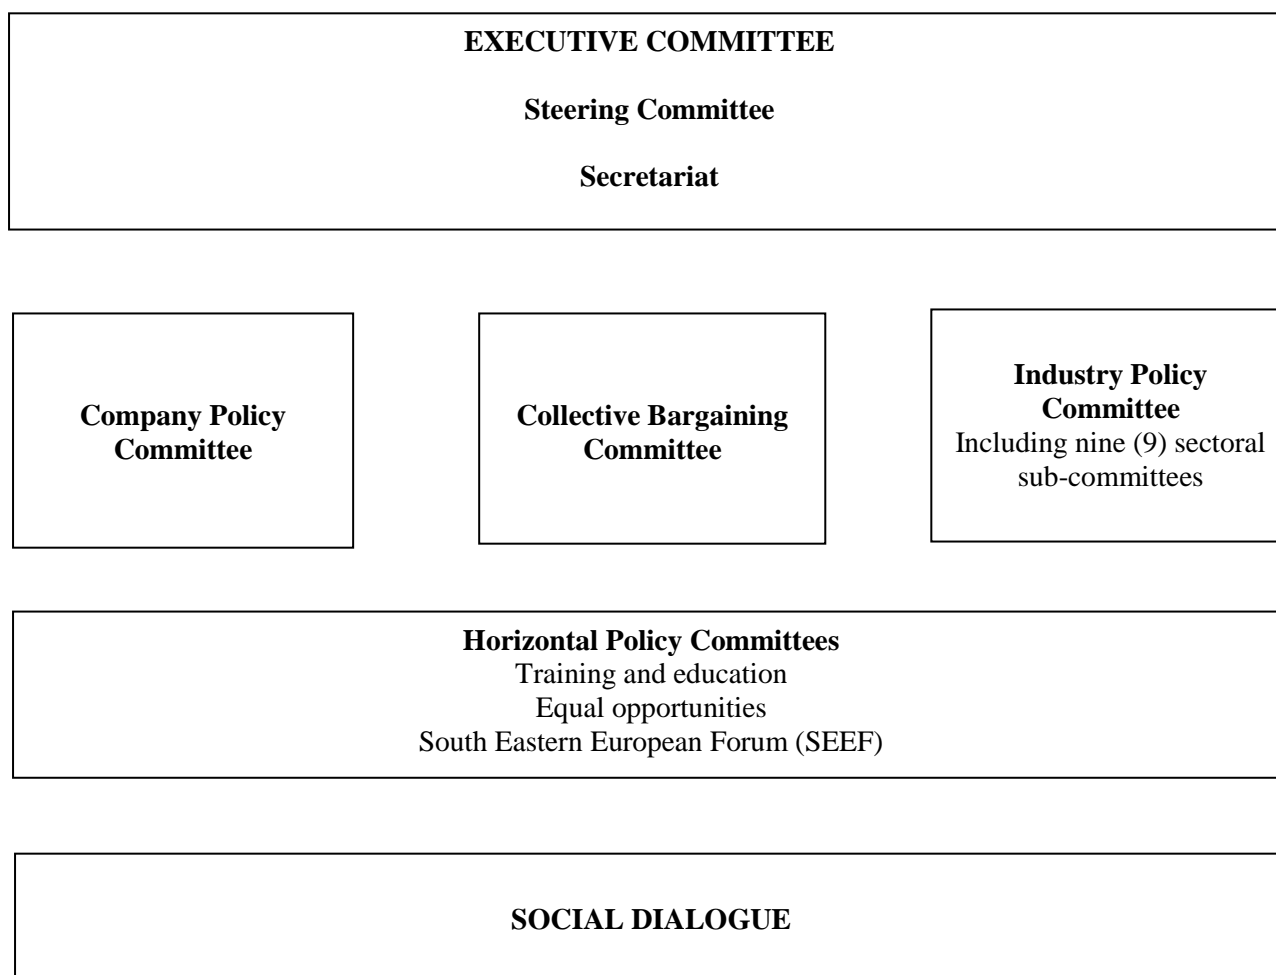 EXECUTIVE COMMITTEE
Steering Committee
Secretariat
Company Policy
Committee
Collective Bargaining
Committee
Industry Policy
Committee
Including nine (9) sectoral
sub-committees
Horizontal Policy Committees
Training and education
Equal opportunities
South Eastern European Forum (SEEF)
SOCIAL DIALOGUE